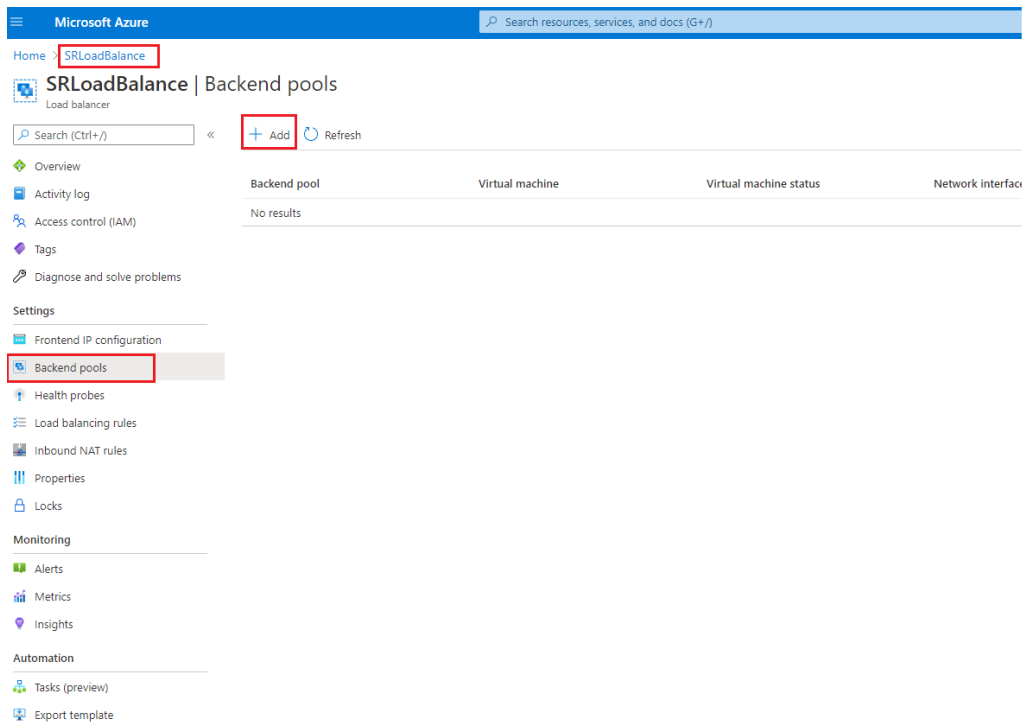 Microsoft Azure
Search resources, services, and docs (G+/)
Home > SRLoadBalance
SRLoadBalance | Backend pools
Load balancer
Search (Ctrl+/)
«
+ Add
Refresh
Backend pool Virtual machine Virtual machine status Network interface
No results
Overview
Activity log
Access control (IAM)
Tags
Diagnose and solve problems
Settings
Frontend IP configuration
Backend pools
Health probes
Load balancing rules
Inbound NAT rules
Properties
Locks
Monitoring
Alerts
Metrics
Insights
Automation
Tasks (preview)
Export template